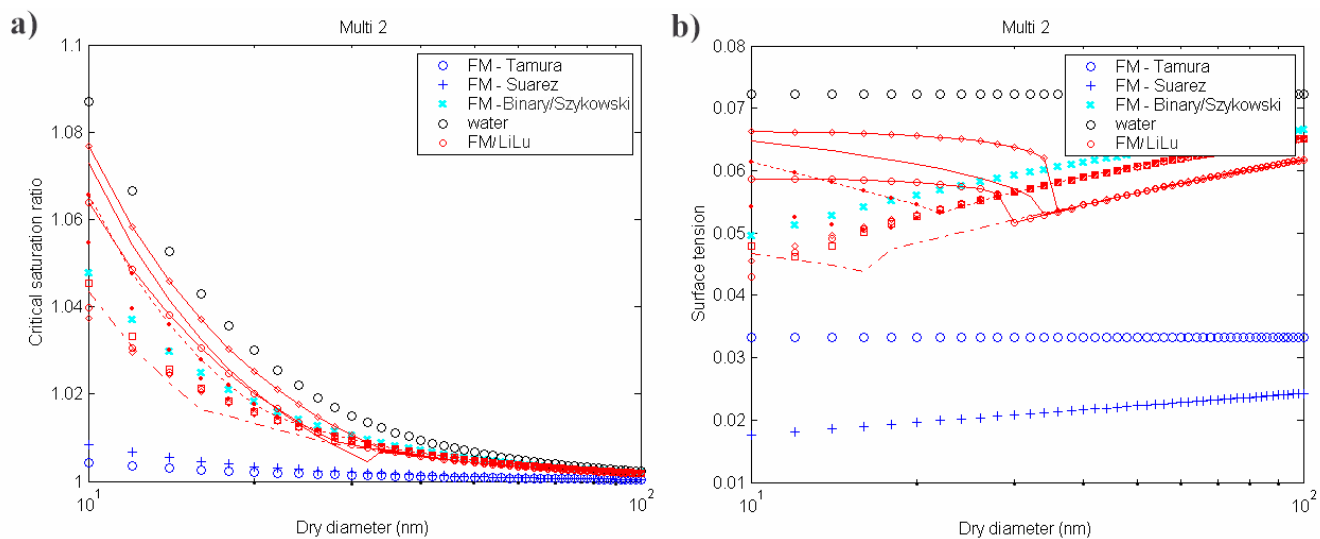 a)
Multi 2
1.1
1.08
1.06
1.04
1.02
1
Critical saturation ratio
FM - Tamura
FM - Suarez
FM -Binary/Szykowski
water
FM/LiLu
10^1
10^2
Dry diameter (nm)
b)
Multi 2
0.08
0.07
0.06
0.05
0.04
0.03
0.02
0.01
Surface tension
FM - Tamura
FM - Suarez
FM -Binary/Szykowski
water
FM/LiLu
10^1
10^2
Dry diameter (nm)